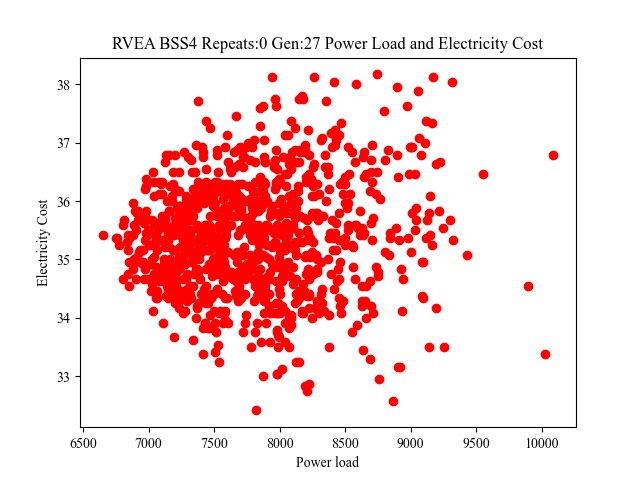 RVEA BSS4 Repeats:0 Gen:27 Power Load and Electricity Cost
38
37
36
35
34
33
Electricity Cost
6500 7000 7500 8000 8500 9000 9500 10000
Power load